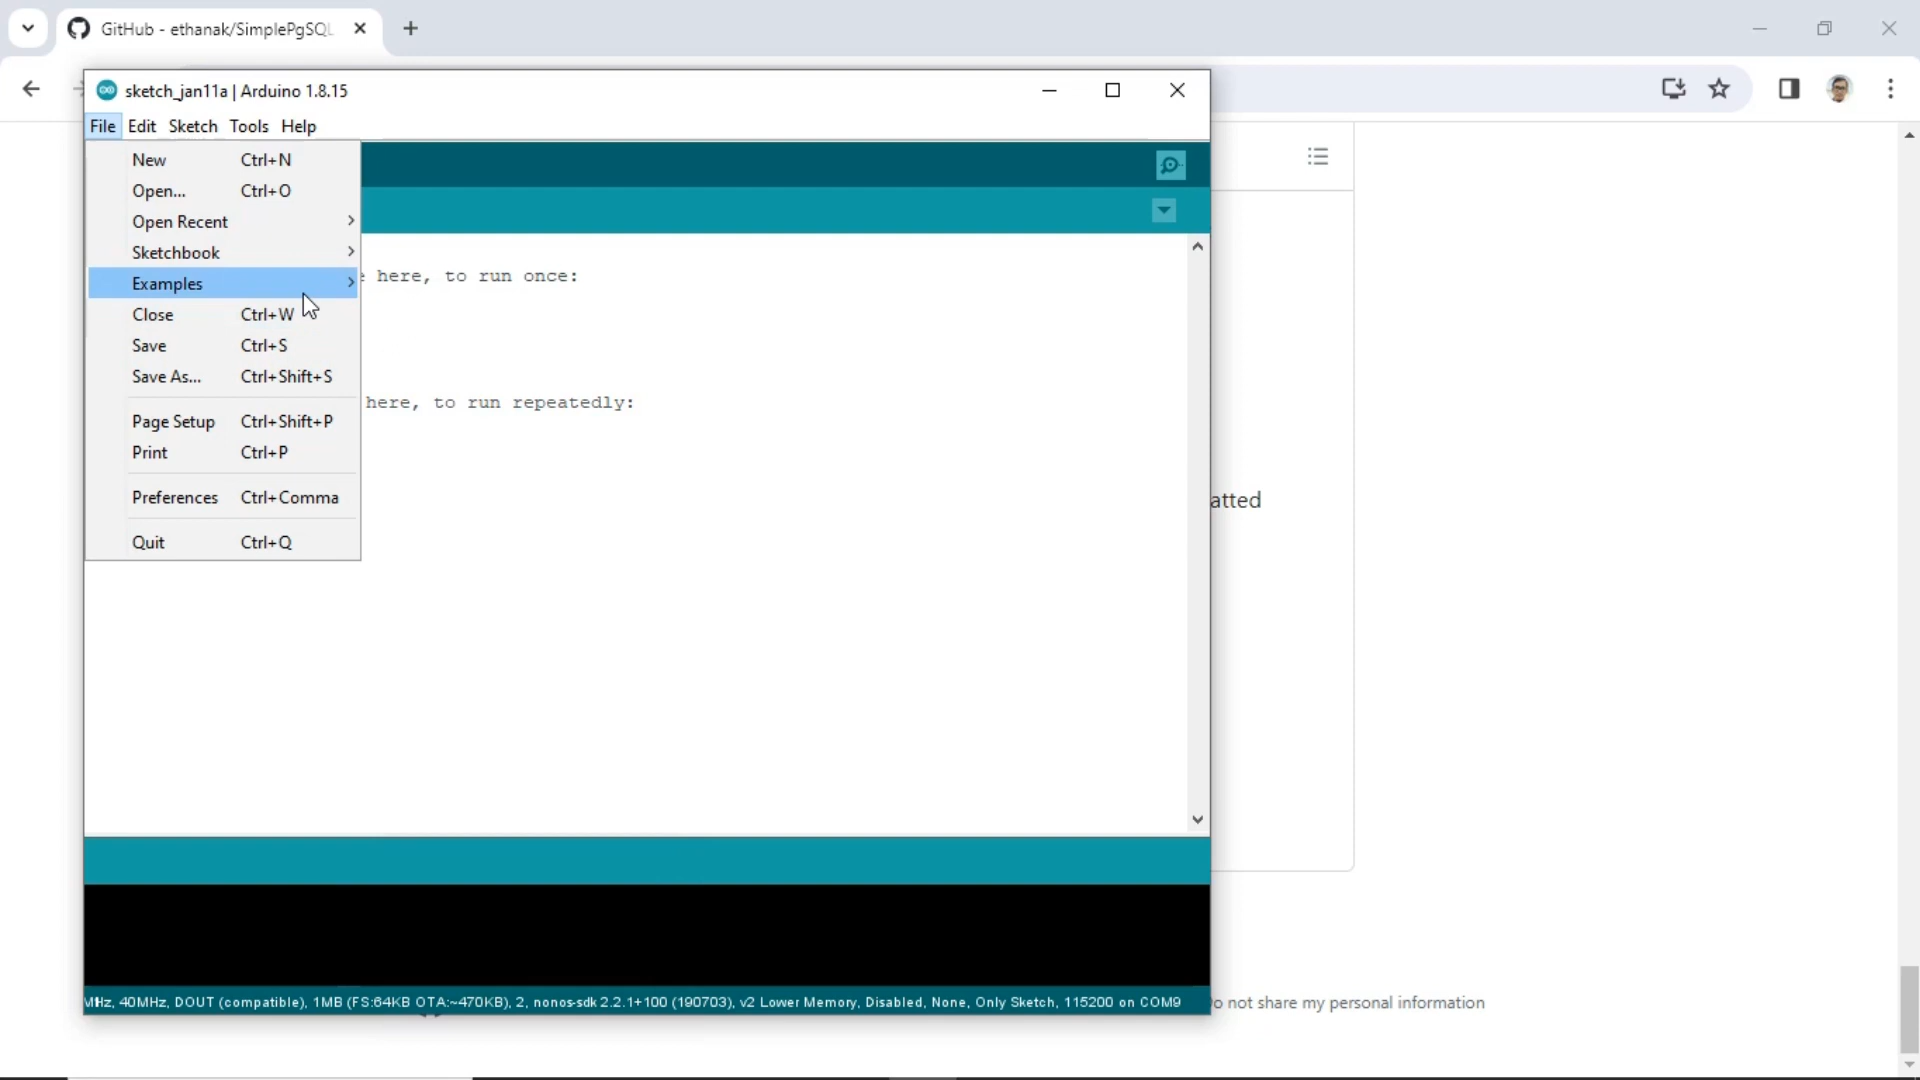 GitHub - ethanak/SimplePgSQL
sketch_jan11a | Arduino 1.8.15
File Edit Sketch Tools Help
New Ctrl+N
Open... Ctrl+O
Open Recent
Sketchbook
here, to run once:
Examples
Close Ctrl+W
Save Ctrl+S
Save As... Ctrl+Shift+S
here, to run repeatedly:
Page Setup Ctrl+Shift+P
Print Ctrl+P
Preferences Ctrl+Comma
atted
Quit Ctrl+Q
MHz, 40MHz, DOUT (compatible), 1MB (FS:64KB OTA:~470KB), 2, nonos-sdk 2.2.1+100 (190703), v2 Lower Memory, Disabled, None, Only Sketch, 115200 on COM9
o not share my personal information